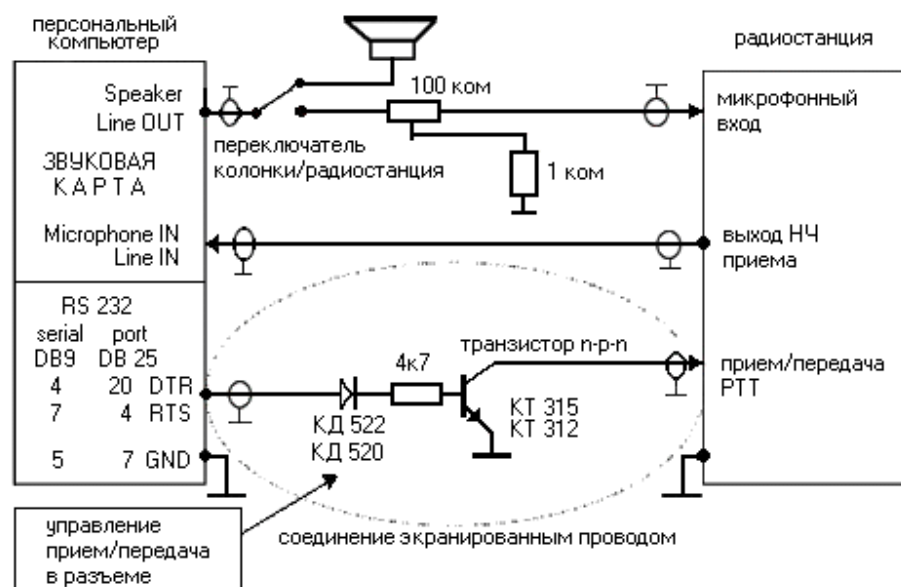 персональный
компьютер
радиостанция
Speaker
Line OUT
100 ком
микрофонный
вход
переключатель
колонки/радиостанция
1 ком
ЗВУКОВАЯ
КАРТА
Microphone IN
Line IN
выход НЧ
приема
RS 232
serial port
DB9 DB 25
4 20 DTR
7 4 RTS
5 7 GND
4к7
транзистор n-p-n
КТ 315
КТ 312
прием/передача
РТТ
КД 522
КД 520
управление
прием/передача
в разъеме
соединение экранированным проводом